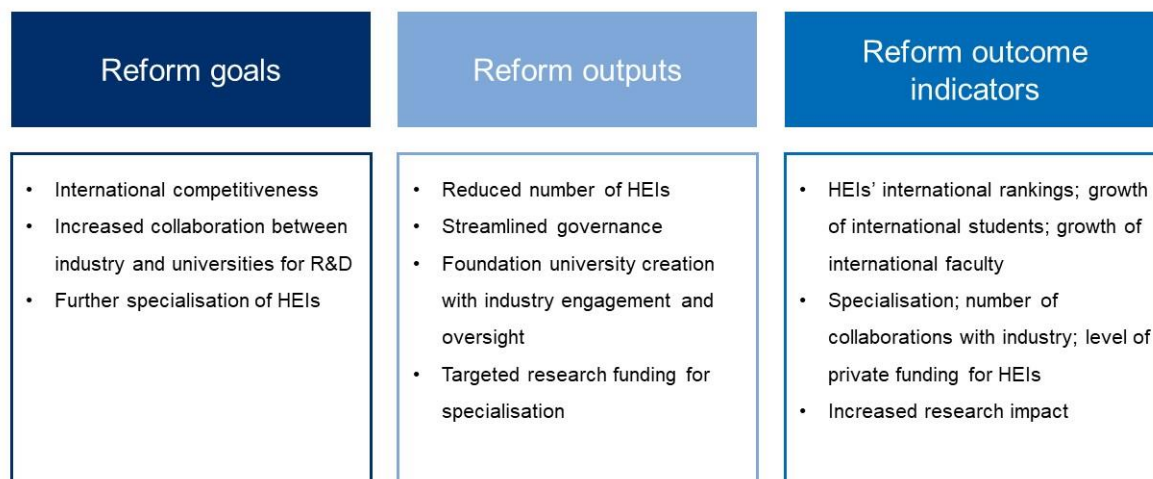 Reform goals
• International competitiveness
• Increased collaboration between
industry and universities for R&D
• Further specialisation of HEIs
Reform outputs
• Reduced number of HEIs
• Streamlined governance
• Foundation university creation
with industry engagement and
oversight
• Targeted research funding for
specialisation
Reform outcome
indicators
• HEIs' international rankings; growth
of international students; growth of
international faculty
• Specialisation; number of
collaborations with industry; level of
private funding for HEIs
• Increased research impact